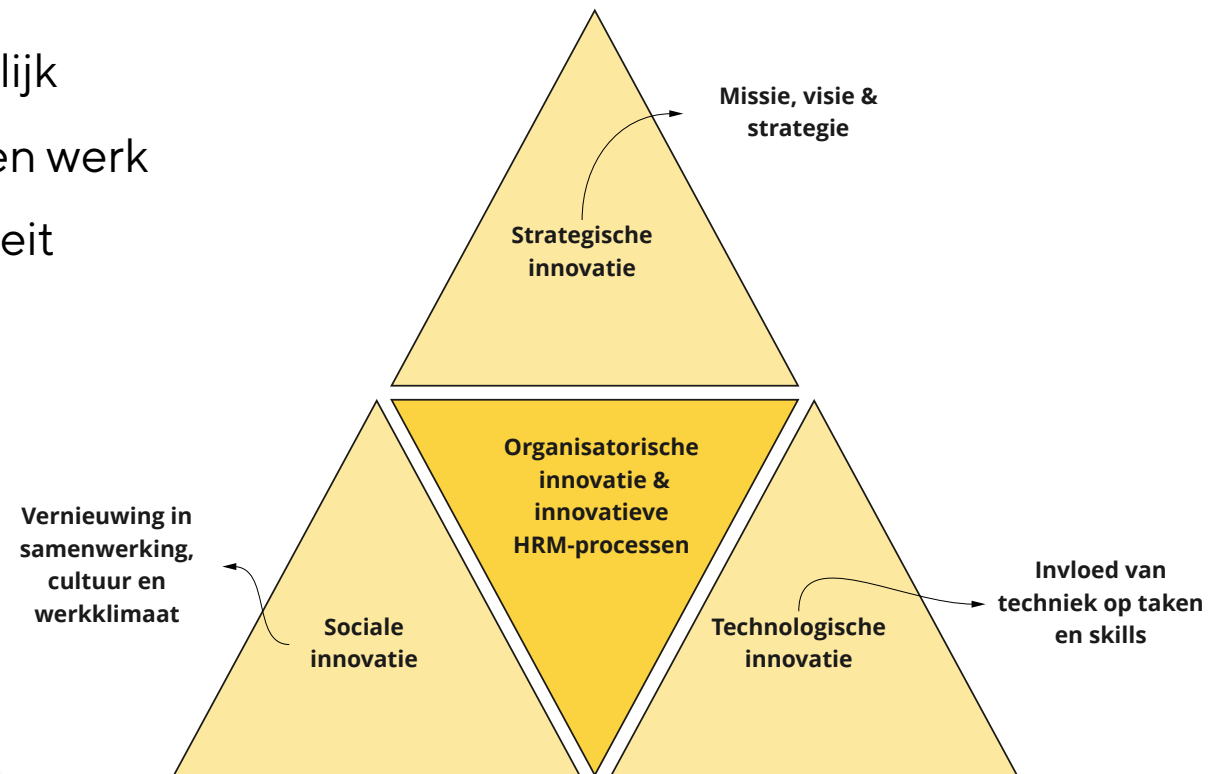 lijk
en werk
eit
Missie, visie &
strategie
Strategische
innovatie
Organisatorische
innovatie &
innovatieve
HRM-processen
Vernieuwing in
samenwerking,
cultuur en
werkklimaat
Sociale
innovatie
Technologische
innovatie
Invloed van
techniek op taken
en skills